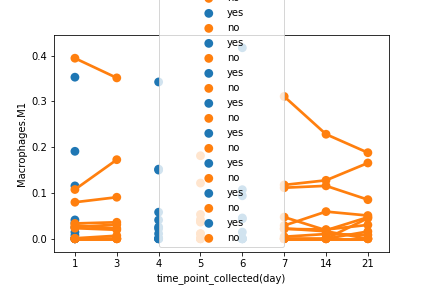 no
yes
no
yes
no
yes
no
yes
no
yes
no
yes
no
yes
no
yes
no
Macrophages.M1
0.4
0.3
0.2
0.1
0.0
1 3 4 5 6 7 14 21
time_point_collected(day)